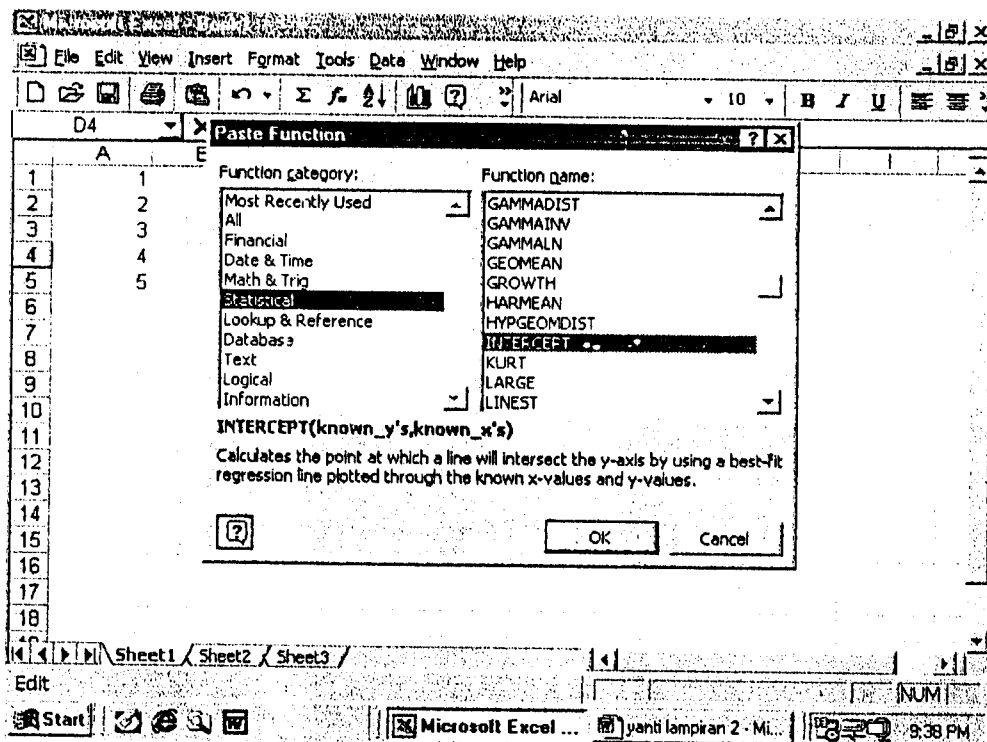 Microsoft Excel - Book1
File Edit View Insert Format Tools Data Window Help
Arial 10 B I U
D4
Paste Function
A
Function category: Function name:
1 1
2 2
3 3
4 4
5 5
6
7
8
9
10
11
12
13
14
15
16
17
18
Most Recently Used
All
Financial
Date & Time
Math & Trig
Statistical
Lookup & Reference
Database
Text
Logical
Information
GAMMADIST
GAMMAINV
GAMMALN
GEOMEAN
GROWTH
HARMEAN
HYPGEOMDIST
INTERCEPT
KURT
LARGE
LINEST
INTERCEPT(known_y's,known_x's)
Calculates the point at which a line will intersect the y-axis by using a best-fit
regression line plotted through the known x-values and y-values.
OK Cancel
Sheet1 Sheet2 Sheet3
Edit NUM
Start Microsoft Excel ... yanti lampiran 2 - Mi... 9:38 PM